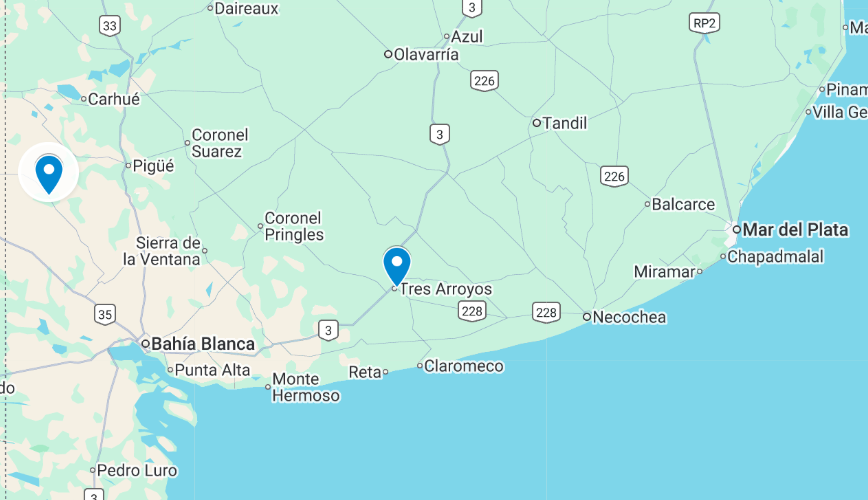 Daireaux
3
33
Azul
Olavarría
RP2
226
Carhué
Pinam
Villa Ge
Tandil
3
Coronel
Suarez
Pigüé
226
Balcarce
Coronel
Pringles
Mar del Plata
Sierra de
la Ventana
Chapadmalal
Miramar
Tres Arroyos
35
228
228
Necochea
3
Bahía Blanca
Punta Alta
Claromeco
Reta
Monte
Hermoso
do
Pedro Luro
3